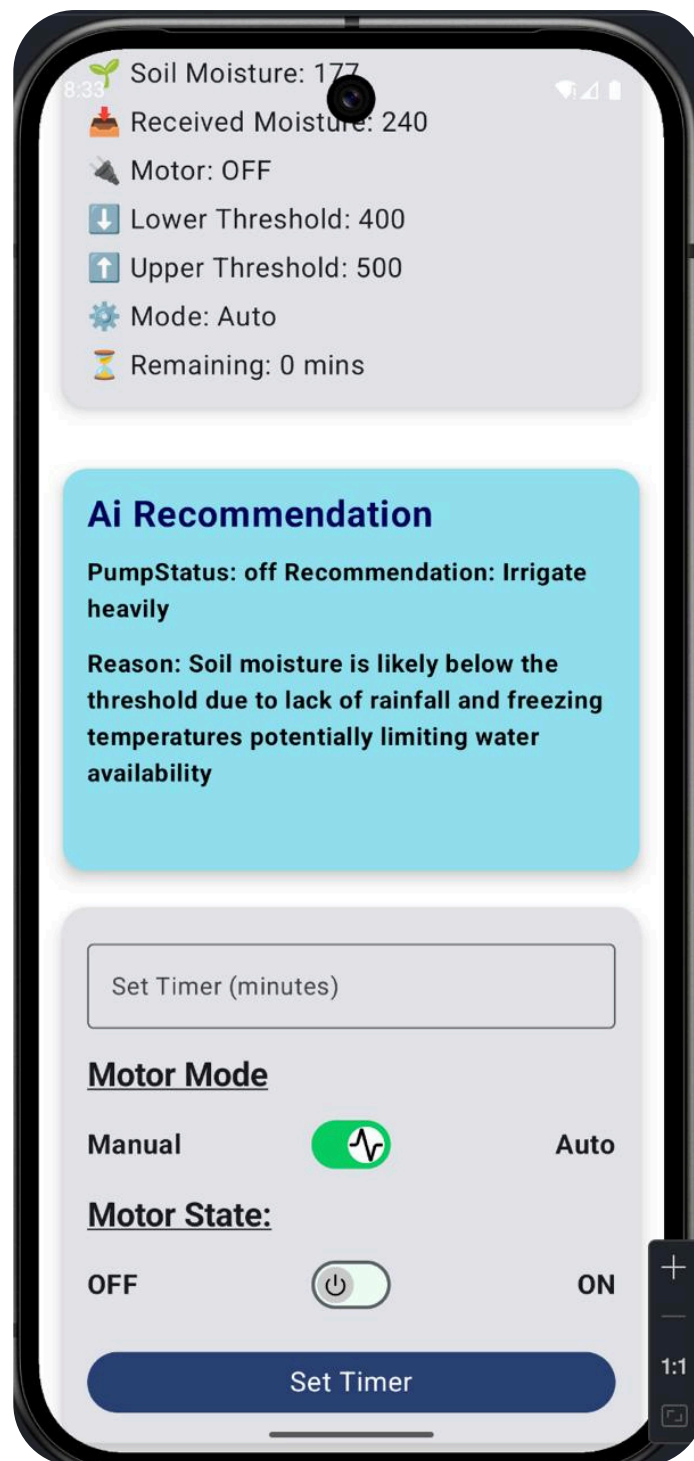 8:33
🌱 Soil Moisture: 177
📥 Received Moisture: 240
🔌 Motor: OFF
⬇️ Lower Threshold: 400
⬆️ Upper Threshold: 500
⚙️ Mode: Auto
⏳ Remaining: 0 mins
Ai Recommendation
PumpStatus: off Recommendation: Irrigate
heavily
Reason: Soil moisture is likely below the
threshold due to lack of rainfall and freezing
temperatures potentially limiting water
availability
Set Timer (minutes)
Motor Mode
Manual Auto
Motor State:
OFF ON
Set Timer
1:1